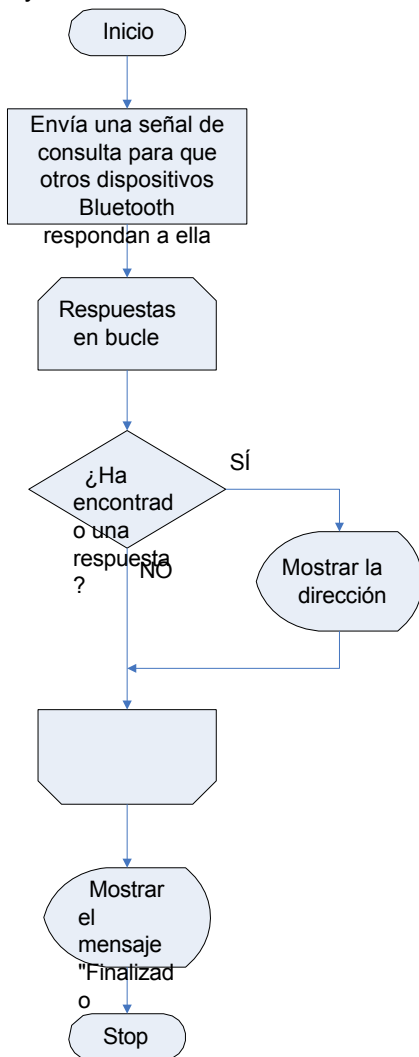 Inicio
Envía una señal de
consulta para que
otros dispositivos
Bluetooth
respondan a ella
Respuestas
en bucle
¿Ha
encontrad
o una
respuesta
?
SÍ
NO
Mostrar la
dirección
Mostrar
el
mensaje
"Finalizad
o
Stop